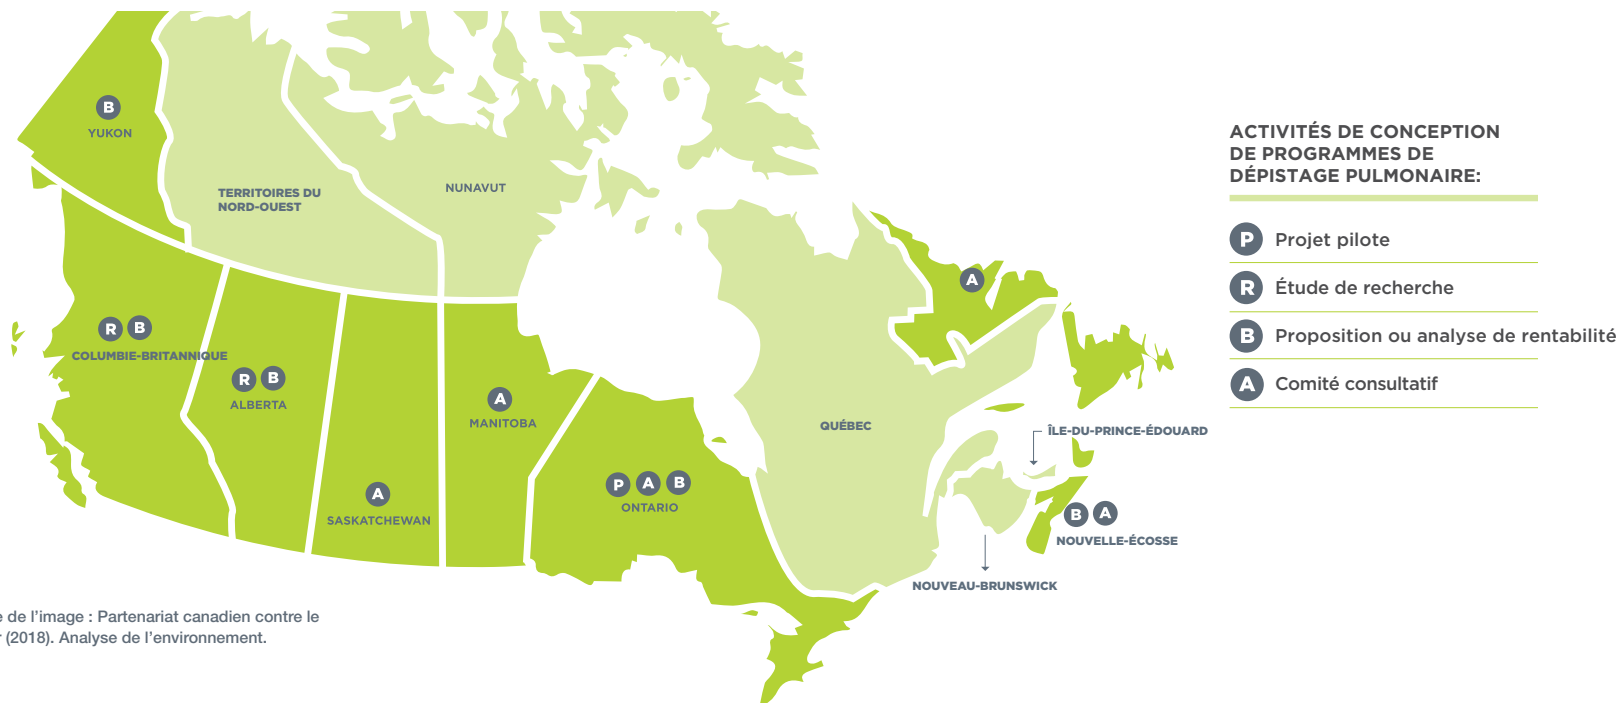 B
YUKON
TERRITOIRES DU
NORD-OUEST
NUNAVUT
R B
COLUMBIE-BRITANNIQUE
R B
ALBERTA
A
SASKATCHEWAN
A
MANITOBA
P A B
ONTARIO
QUÉBEC
A
ÎLE-DU-PRINCE-ÉDOUARD
B A
NOUVELLE-ÉCOSSE
NOUVEAU-BRUNSWICK
ACTIVITÉS DE CONCEPTION
DE PROGRAMMES DE
DÉPISTAGE PULMONAIRE:
P Projet pilote
R Étude de recherche
B Proposition ou analyse de rentabilité
A Comité consultatif
de l’image : Partenariat canadien contre le
(2018). Analyse de l’environnement.